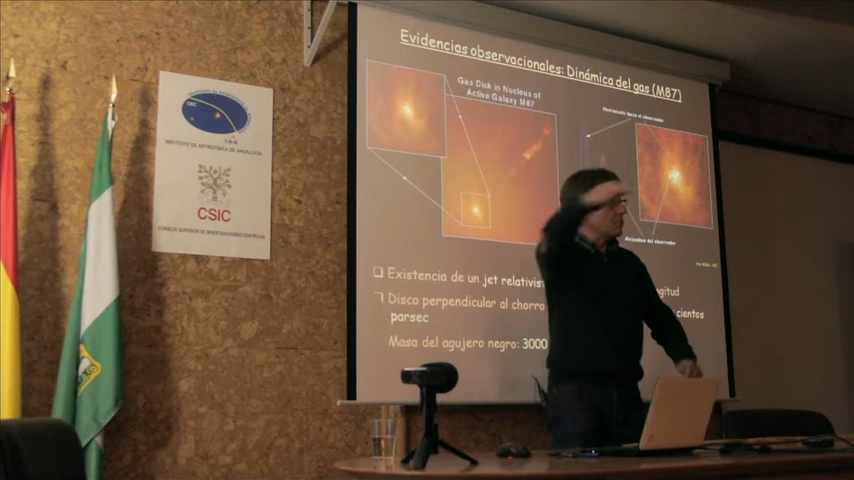 Evidencias observacionales: Dinámica del gas (M87)
Gas Disk in Nucleus of
Active Galaxy M87
Movimiento hacia el observador
Alejándose del observador
INSTITUTO DE ASTROFÍSICA DE ANDALUCÍA
CSIC
CONSEJO SUPERIOR DE INVESTIGACIONES CIENTÍFICAS
Existencia de un jet relativis
Disco perpendicular al chorro
cientos
parsec
Masa del agujero negro: 3000